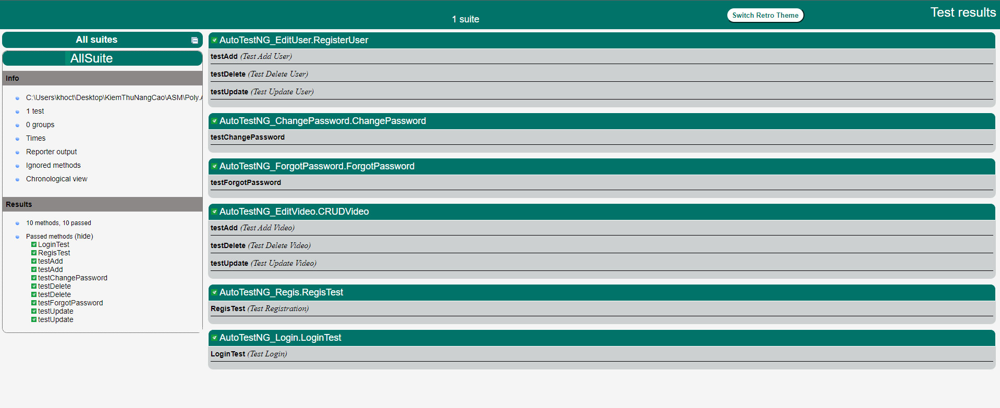 1 suite
Switch Retro Theme
Test results
All suites
AllSuite
Info
C:\Users\khoct\Desktop\KiemThuNangCao\ASM\Poly.A
1 test
0 groups
Times
Reporter output
Ignored methods
Chronological view
Results
10 methods, 10 passed
Passed methods (hide)
LoginTest
RegisTest
testAdd
testAdd
testChangePassword
testDelete
testDelete
testForgotPassword
testUpdate
testUpdate
AutoTestNG_EditUser.RegisterUser
testAdd (Test Add User)
testDelete (Test Delete User)
testUpdate (Test Update User)
AutoTestNG_ChangePassword.ChangePassword
testChangePassword
AutoTestNG_ForgotPassword.ForgotPassword
testForgotPassword
AutoTestNG_EditVideo.CRUDVideo
testAdd (Test Add Video)
testDelete (Test Delete Video)
testUpdate (Test Update Video)
AutoTestNG_Regis.RegisTest
RegisTest (Test Registration)
AutoTestNG_Login.LoginTest
LoginTest (Test Login)